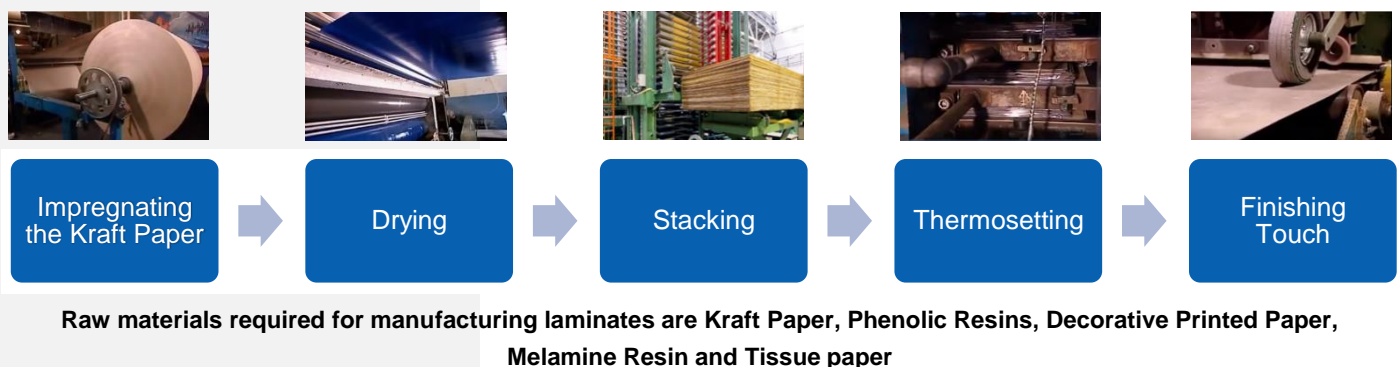 Impregnating
the Kraft Paper
Drying
Stacking
Thermosetting
Finishing
Touch
Raw materials required for manufacturing laminates are Kraft Paper, Phenolic Resins, Decorative Printed Paper,
Melamine Resin and Tissue paper